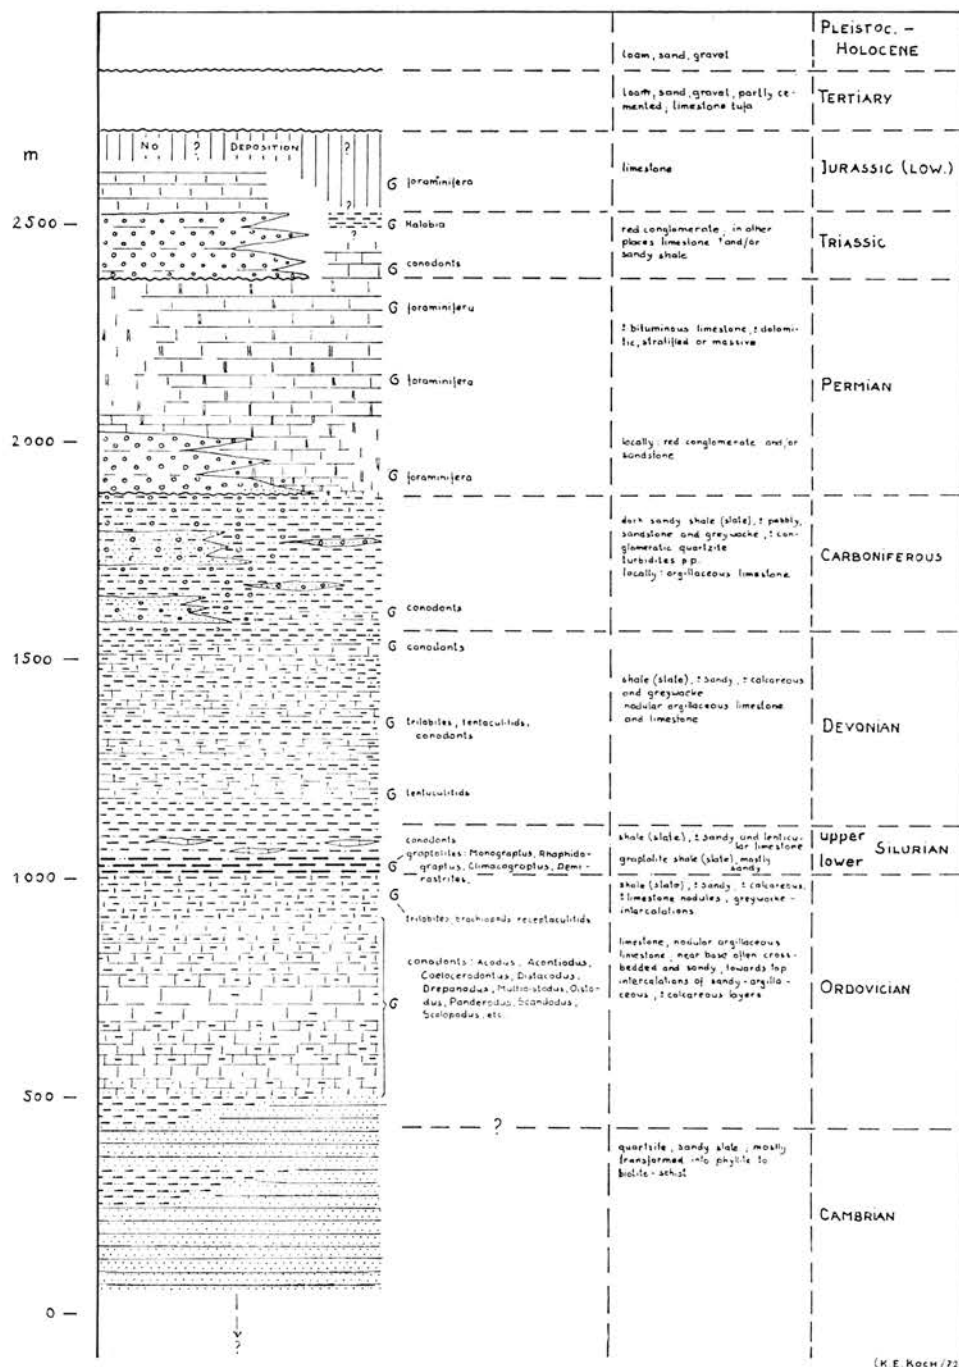 PLEISTOC. -
HOLOCENE
loam, sand, gravel
loam, sand, gravel, partly ce-
mented; limestone tufa
TERTIARY
m
NO ? DEPOSITION ?
limestone
JURASSIC (LOW.)
G foraminifera
?
2500
G Halobia
?
G conodonts
red conglomerate, in other
places limestone and/or
sandy shale
TRIASSIC
G foraminifera
± bituminous limestone, ± dolomi-
tic, stratified or massive
G foraminifera
PERMIAN
2000
locally: red conglomerate and/or
sandstone
G foraminifera
dark sandy shale (slate), ± pebbly,
sandstone and greywacke, ± con-
glomeratic quartzite
turbidites p.p.
locally: argillaceous limestone
CARBONIFEROUS
G conodonts
1500
G conodonts
shale (slate), ± sandy, ± calcareous
and greywacke
nodular argillaceous limestone
and limestone
G trilobites, tentaculitids,
conodonts
DEVONIAN
G tentaculitids
conodonts
graptolites: Monograptus, Rhaphido-
graptus, Climacograptus, Demi-
rastrites,
G
shale (slate), ± sandy and lenticu-
lar limestone
graptolite shale (slate), mostly
sandy
upper
lower
SILURIAN
1000
G
trilobites brachiopods receptaculitids
shale (slate), ± sandy, ± calcareous,
± limestone nodules, greywacke-
intercalations
conodonts: Acodus, Acontiodus,
Coelocerodontus, Distacodus,
Drepanodus, Multioistodus, Oisto-
dus, Panderodus, Scandodus,
Scolopodus, etc.
G
limestone, nodular argillaceous
limestone, near base often cross-
bedded and sandy, towards top
intercalations of sandy-argilla-
ceous, ± calcareous layers
ORDOVICIAN
500
?
quartzite, sandy slate, mostly
transformed into phyllite to
biotite-schist
CAMBRIAN
0
?
(K.E. KOCH /